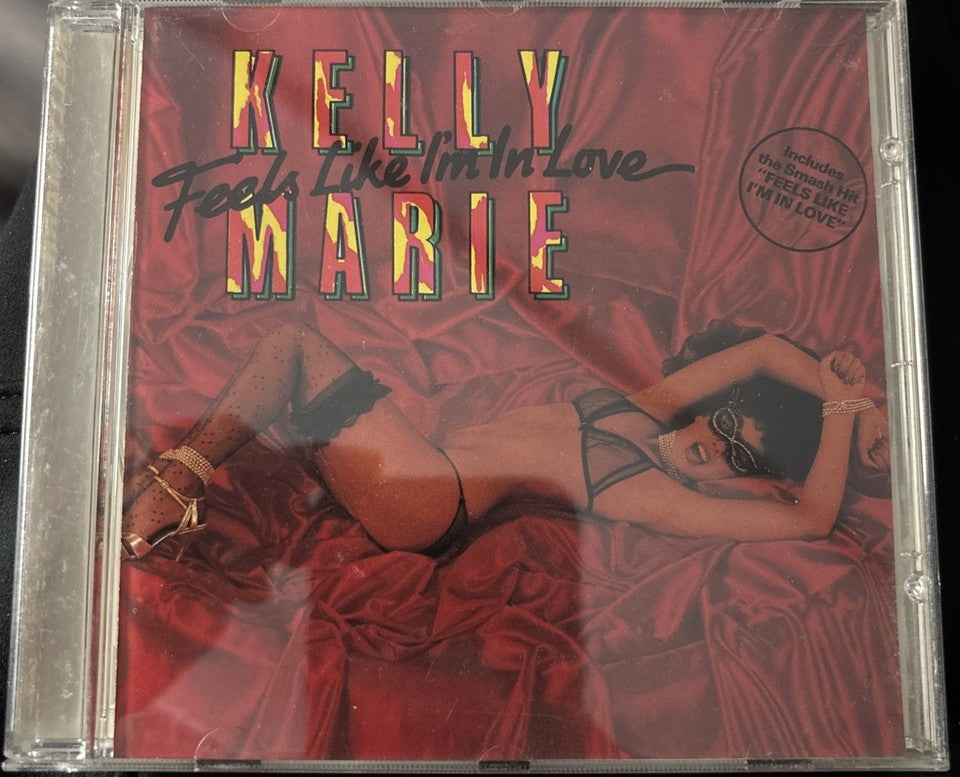 KELLY
Feels Like I'm In Love
MARIE
Includes
the Smash Hit
"FEELS LIKE
I'M IN LOVE"